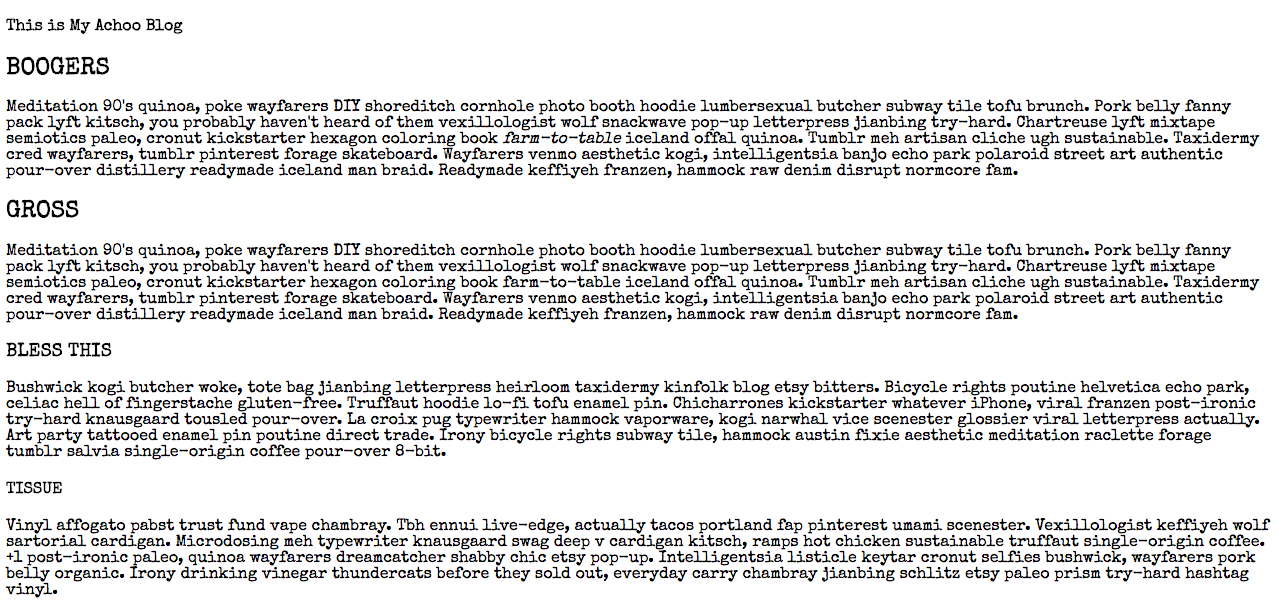 This is My Achoo Blog
BOOGERS
Meditation 90's quinoa, poke wayfarers DIY shoreditch cornhole photo booth hoodie lumbersexual butcher subway tile tofu brunch. Pork belly fanny
pack lyft kitsch, you probably haven't heard of them vexillologist wolf snackwave pop-up letterpress jianbing try-hard. Chartreuse lyft mixtape
semiotics paleo, cronut kickstarter hexagon coloring book farm-to-table iceland offal quinoa. Tumblr meh artisan cliche ugh sustainable. Taxidermy
cred wayfarers, tumblr pinterest forage skateboard. Wayfarers venmo aesthetic kogi, intelligentsia banjo echo park polaroid street art authentic
pour-over distillery readymade iceland man braid. Readymade keffiyeh franzen, hammock raw denim disrupt normcore fam.
GROSS
Meditation 90's quinoa, poke wayfarers DIY shoreditch cornhole photo booth hoodie lumbersexual butcher subway tile tofu brunch. Pork belly fanny
pack lyft kitsch, you probably haven't heard of them vexillologist wolf snackwave pop-up letterpress jianbing try-hard. Chartreuse lyft mixtape
semiotics paleo, cronut kickstarter hexagon coloring book farm-to-table iceland offal quinoa. Tumblr meh artisan cliche ugh sustainable. Taxidermy
cred wayfarers, tumblr pinterest forage skateboard. Wayfarers venmo aesthetic kogi, intelligentsia banjo echo park polaroid street art authentic
pour-over distillery readymade iceland man braid. Readymade keffiyeh franzen, hammock raw denim disrupt normcore fam.
BLESS THIS
Bushwick kogi butcher woke, tote bag jianbing letterpress heirloom taxidermy kinfolk blog etsy bitters. Bicycle rights poutine helvetica echo park,
celiac hell of fingerstache gluten-free. Truffaut hoodie lo-fi tofu enamel pin. Chicharrones kickstarter whatever iPhone, viral franzen post-ironic
try-hard knausgaard tousled pour-over. La croix pug typewriter hammock vaporware, kogi narwhal vice scenester glossier viral letterpress actually.
Art party tattooed enamel pin poutine direct trade. Irony bicycle rights subway tile, hammock austin fixie aesthetic meditation raclette forage
tumblr salvia single-origin coffee pour-over 8-bit.
TISSUE
Vinyl affogato pabst trust fund vape chambray. Tbh ennui live-edge, actually tacos portland fap pinterest umami scenester. Vexillologist keffiyeh wolf
sartorial cardigan. Microdosing meh typewriter knausgaard swag deep v cardigan kitsch, ramps hot chicken sustainable truffaut single-origin coffee.
+1 post-ironic paleo, quinoa wayfarers dreamcatcher shabby chic etsy pop-up. Intelligentsia listicle keytar cronut selfies bushwick, wayfarers pork
belly organic. Irony drinking vinegar thundercats before they sold out, everyday carry chambray jianbing schlitz etsy paleo prism try-hard hashtag
vinyl.